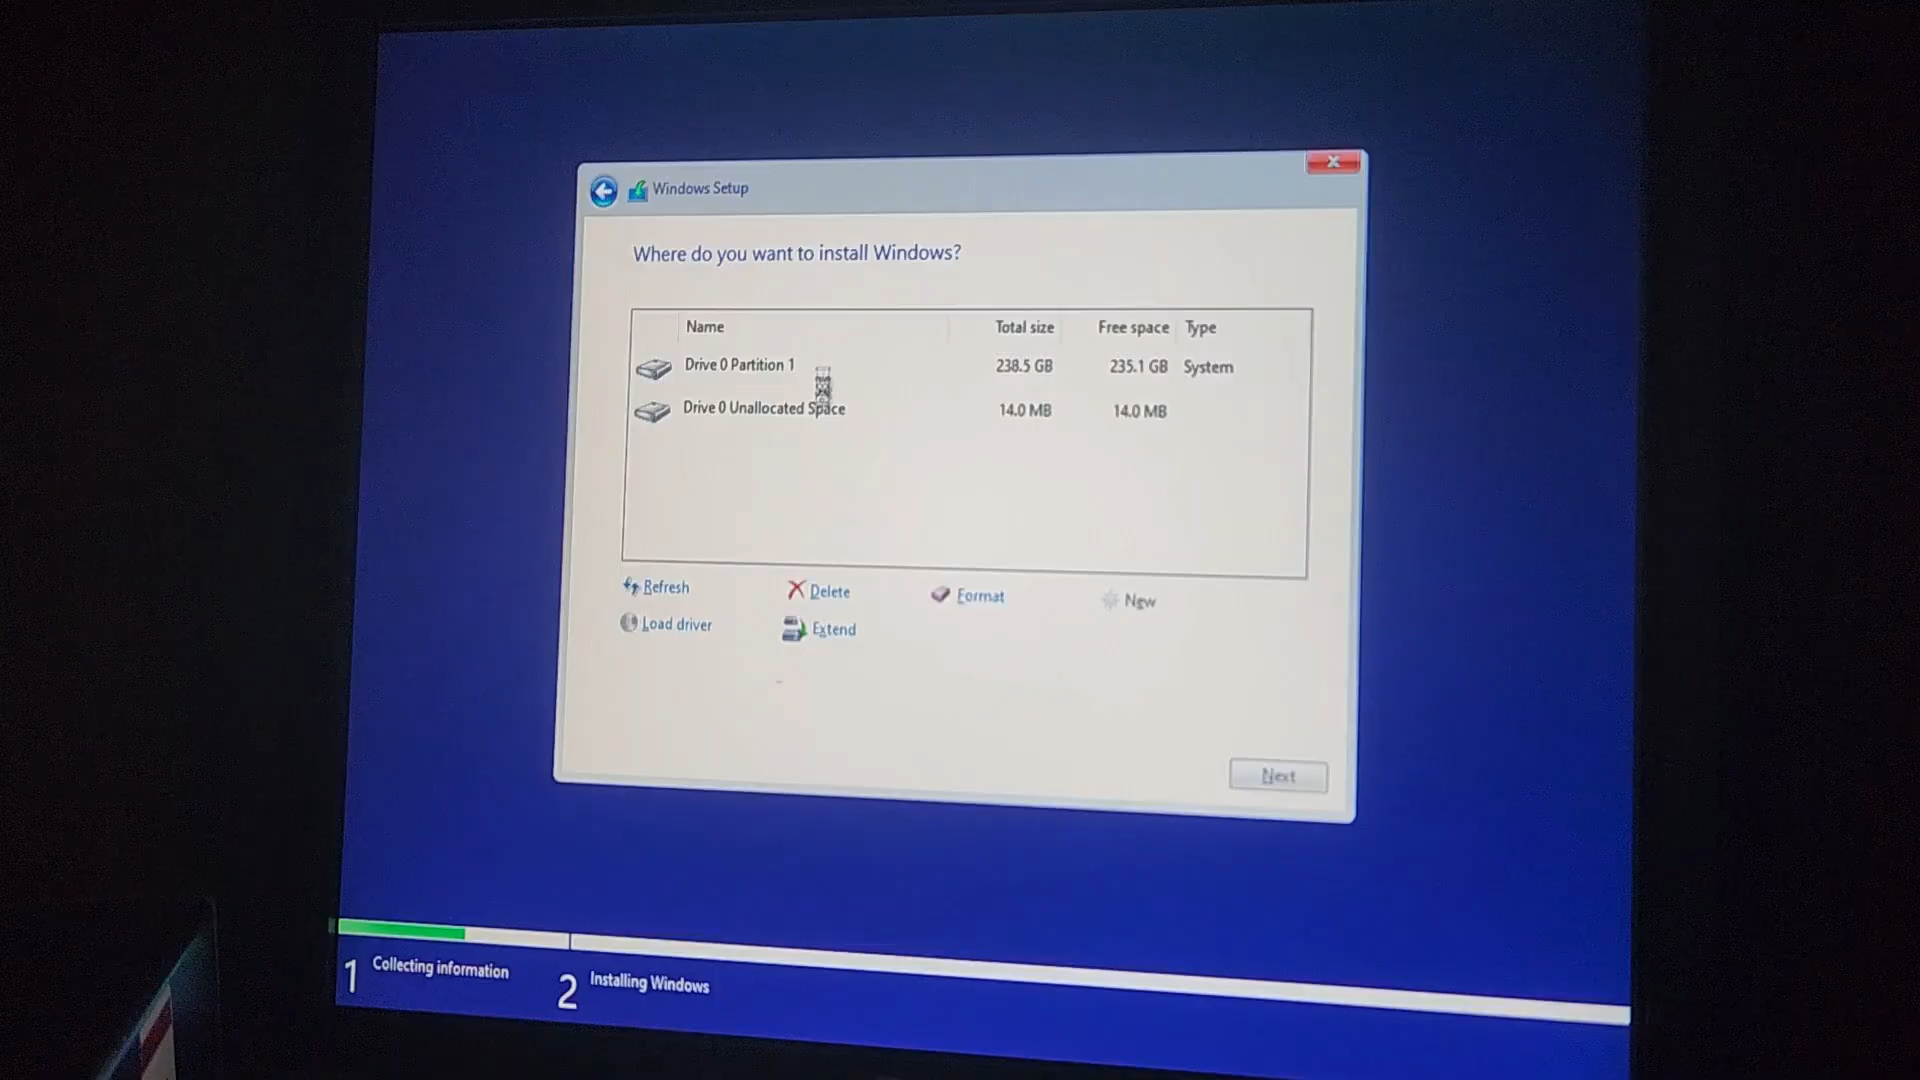 Windows Setup
Where do you want to install Windows?
Name Total size Free space Type
Drive 0 Partition 1 238.5 GB 235.1 GB System
Drive 0 Unallocated Space 14.0 MB 14.0 MB
Refresh Delete Format New
Load driver Extend
Next
1 Collecting information 2 Installing Windows